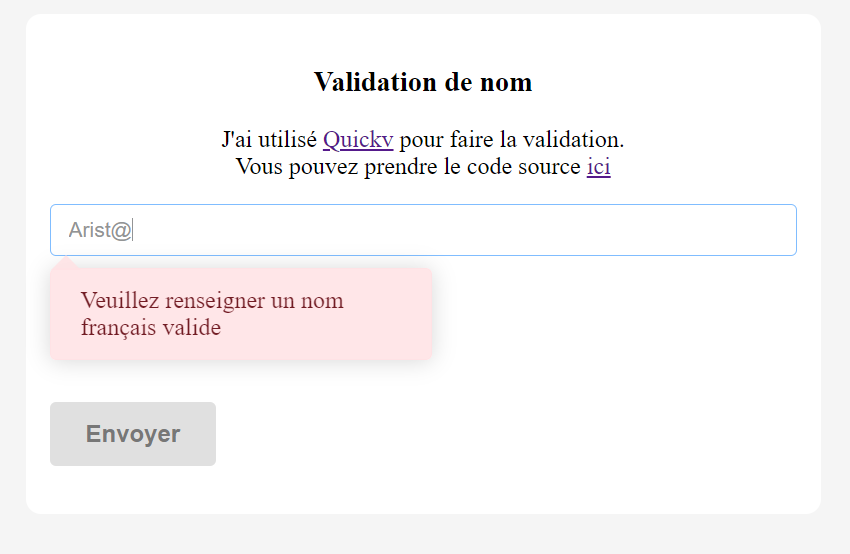 Validation de nom
J'ai utilisé Quickv pour faire la validation.
Vous pouvez prendre le code source ici
Arist@
Veuillez renseigner un nom
français valide
Envoyer